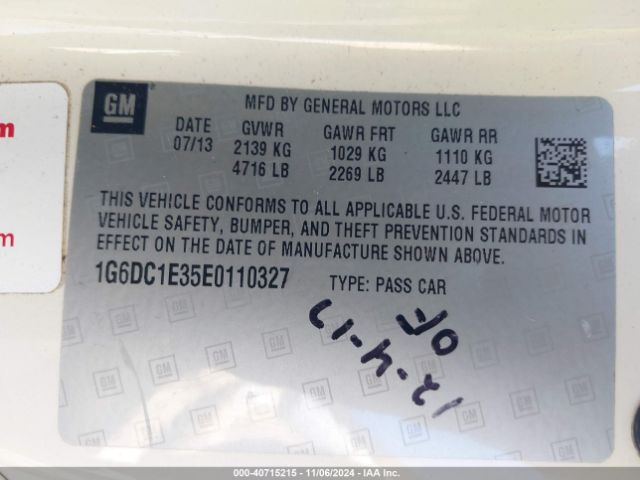 GM
MFD BY GENERAL MOTORS LLC
DATE GVWR GAWR FRT GAWR RR
07/13 2139 KG 1029 KG 1110 KG
4716 LB 2269 LB 2447 LB
THIS VEHICLE CONFORMS TO ALL APPLICABLE U.S. FEDERAL MOTOR
VEHICLE SAFETY, BUMPER, AND THEFT PREVENTION STANDARDS IN
EFFECT ON THE DATE OF MANUFACTURE SHOWN ABOVE.
1G6DC1E35E0110327 TYPE: PASS CAR
12-4-17
000-40715215 - 11/06/2024 - IAA Inc.